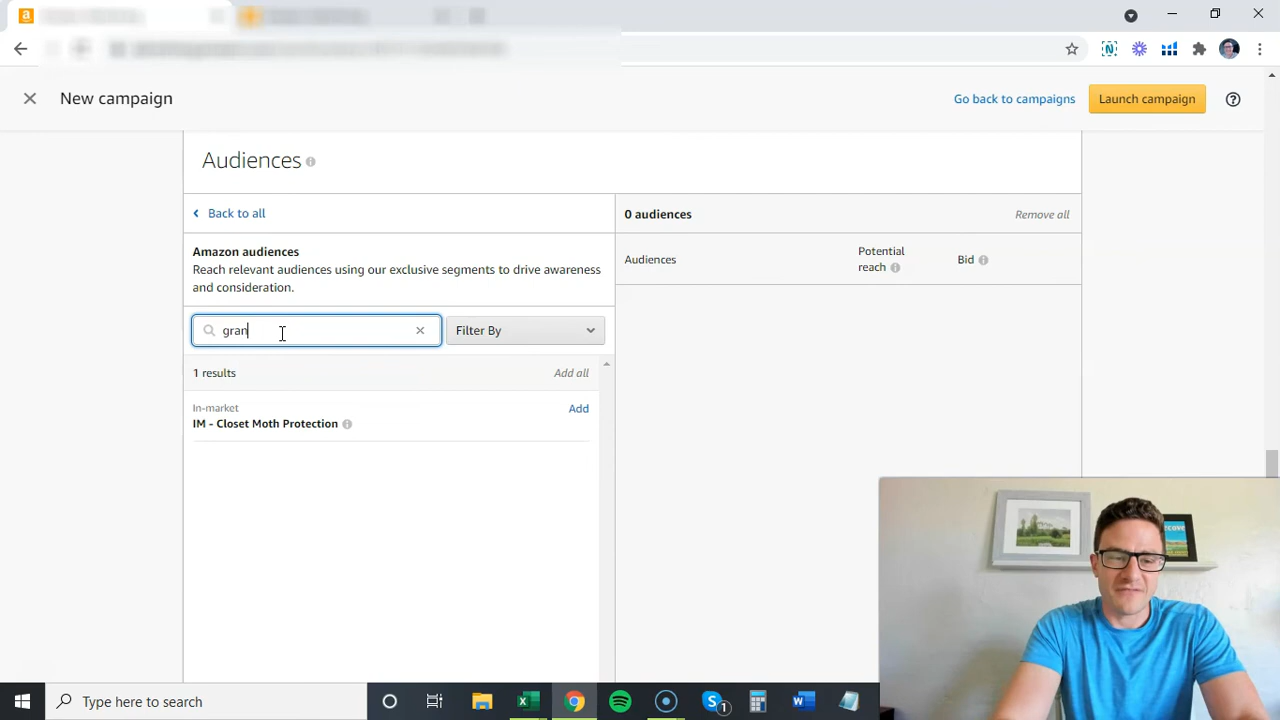 New campaign
Go back to campaigns
Launch campaign
Audiences
Back to all
0 audiences
Remove all
Amazon audiences
Reach relevant audiences using our exclusive segments to drive awareness
and consideration.
Audiences
Potential
reach
Bid
gran
Filter By
1 results
Add all
In-market
Add
IM - Closet Moth Protection
Type here to search